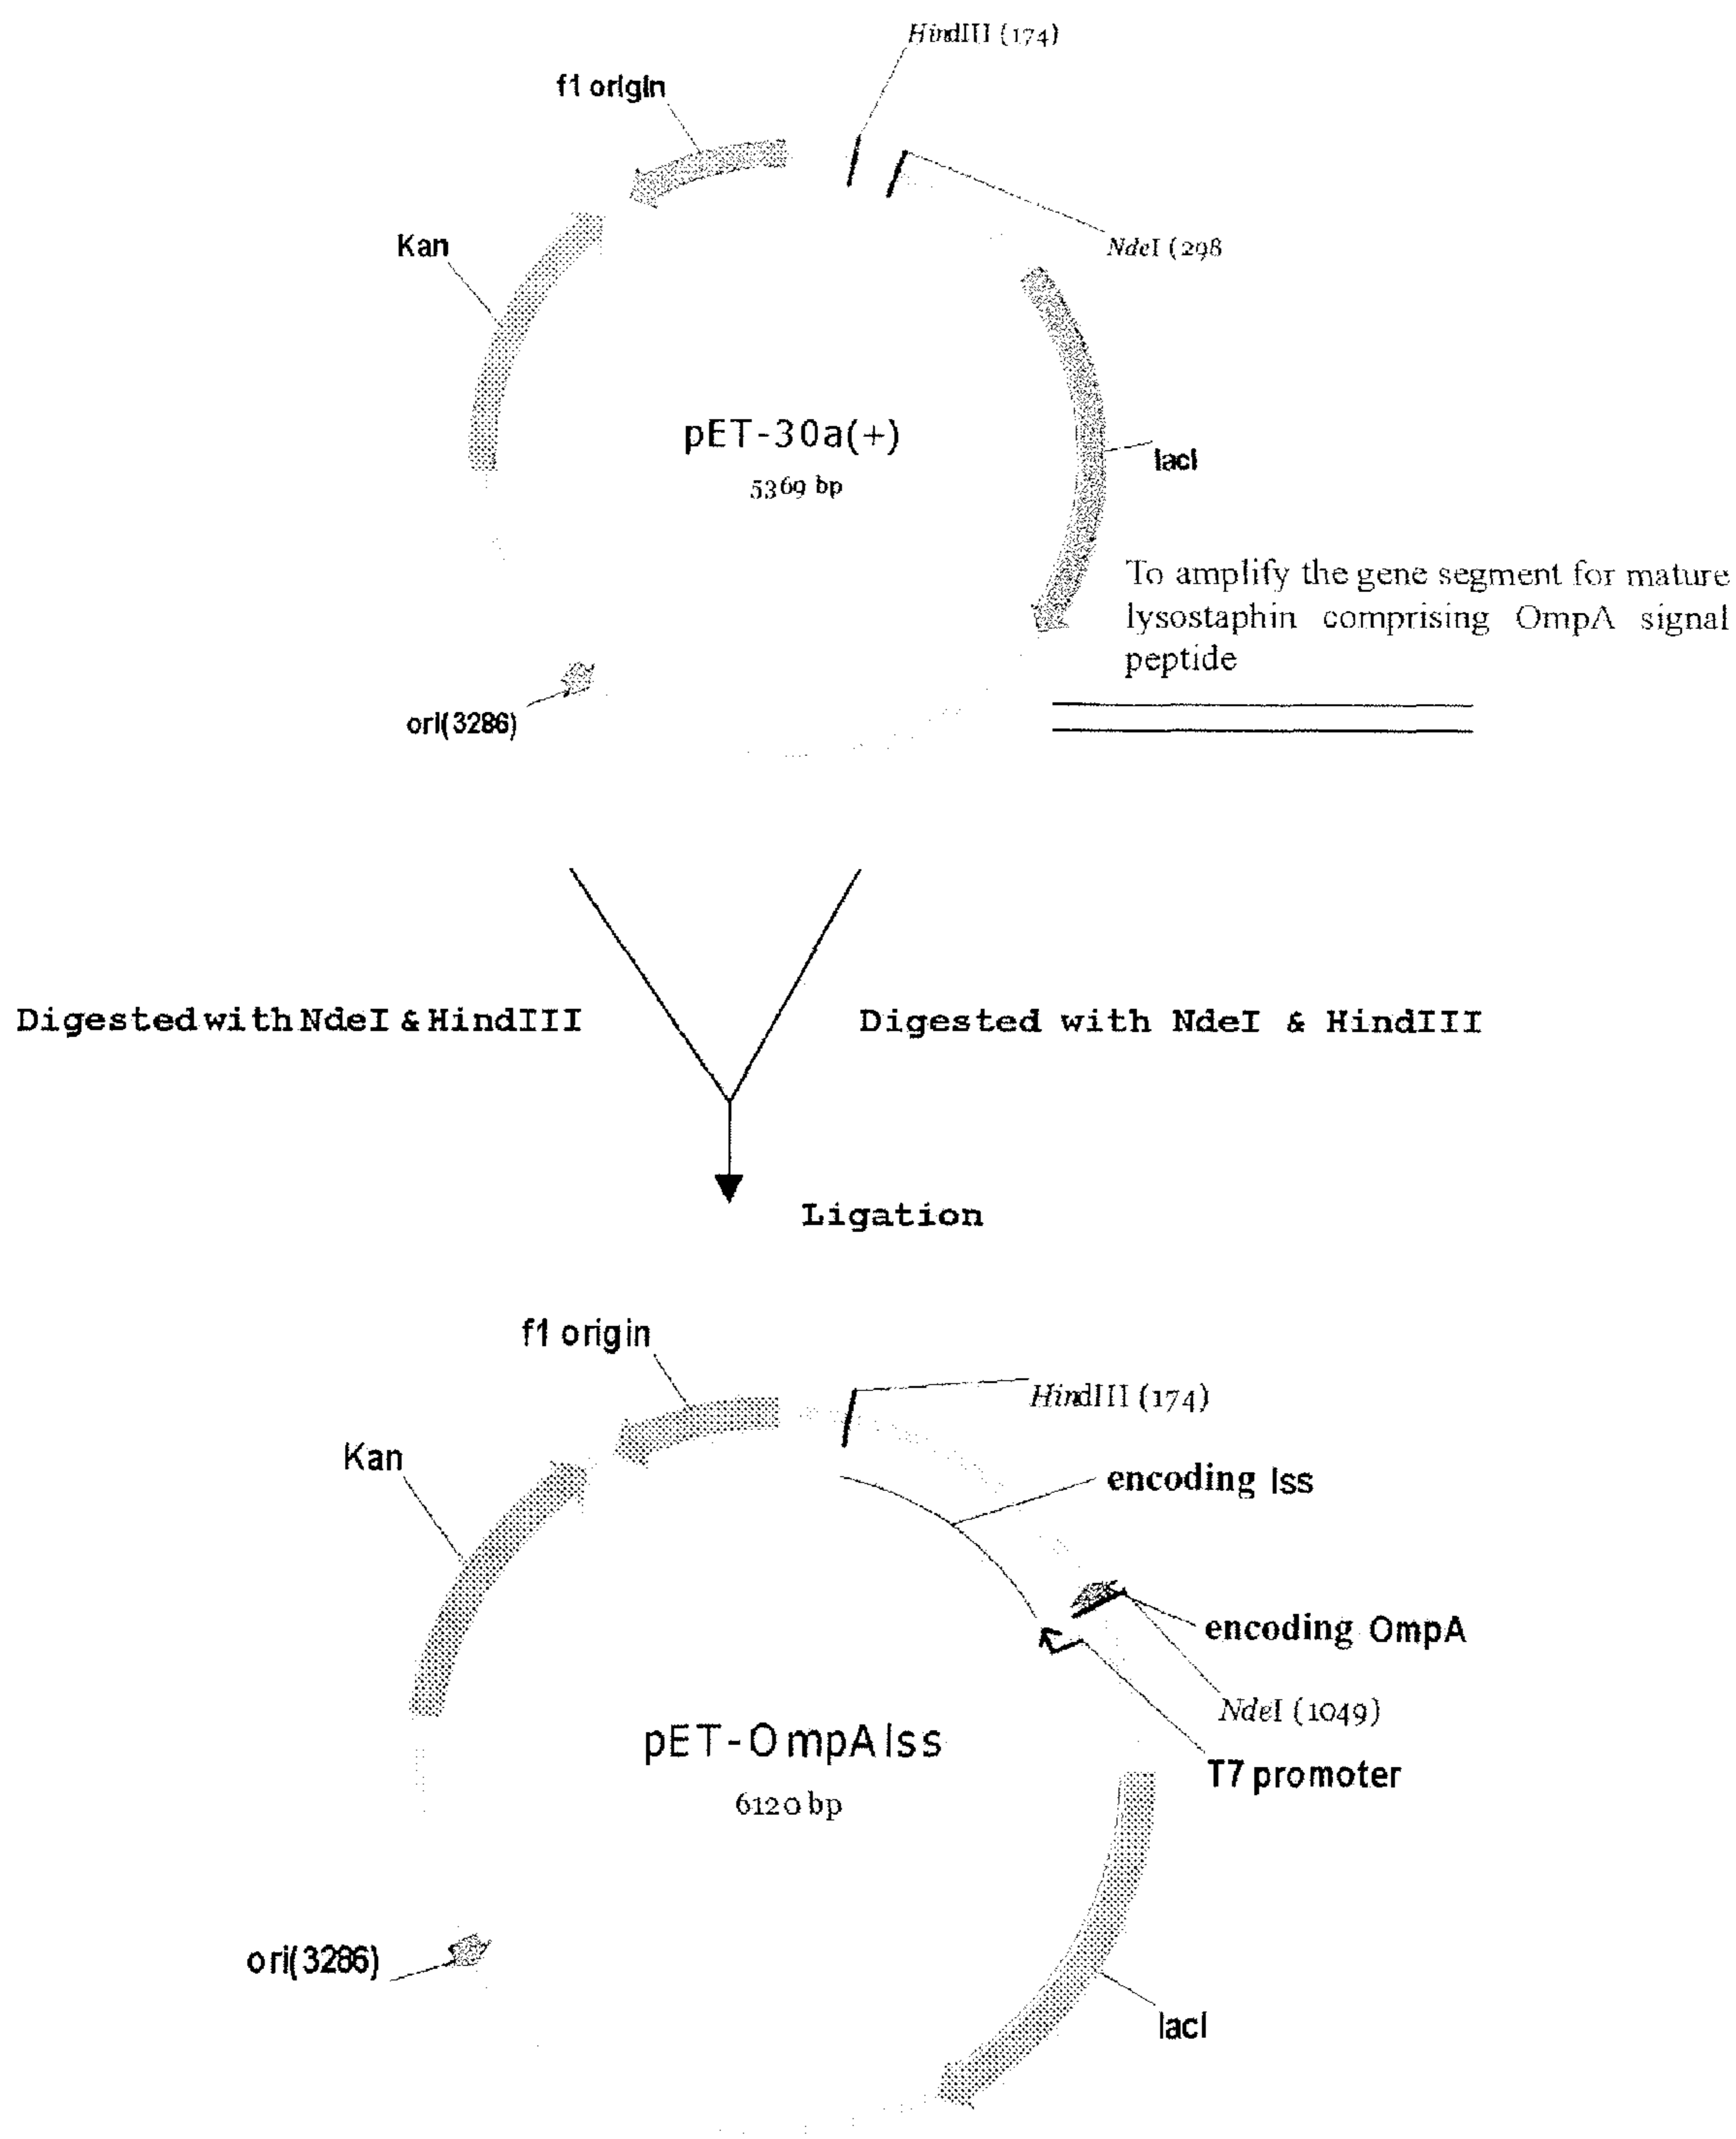 HindIII (174)
f1 origin
Kan
NdeI (298
pET-30a(+)
5369 bp
lacI
To amplify the gene segment for mature
lysostaphin comprising OmpA signal
peptide
ori(3286)
Digested with NdeI & HindIII
Digested with NdeI & HindIII
Ligation
f1 origin
HindIII (174)
Kan
encoding lss
encoding OmpA
NdeI (1049)
pET-OmpAlss
T7 promoter
6120 bp
ori(3286)
lacI